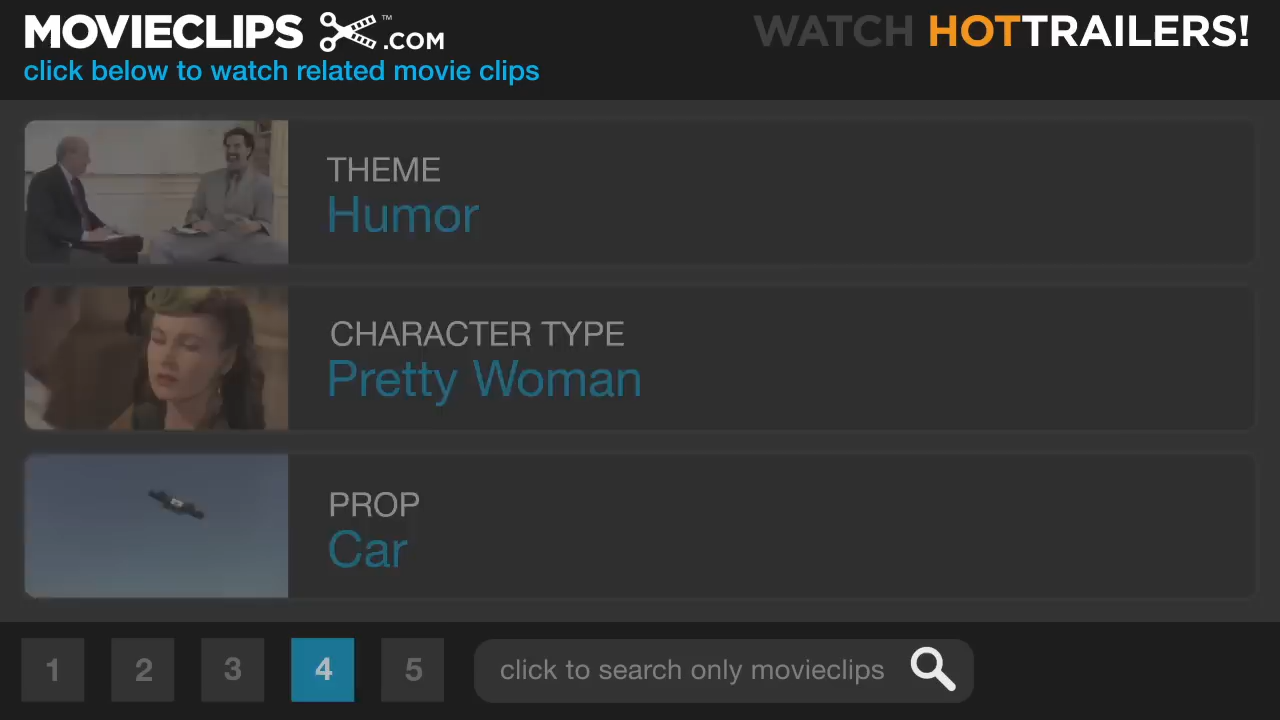 MOVIECLIPS™.COM
WATCH HOTTRAILERS!
click below to watch related movie clips
THEME
Humor
CHARACTER TYPE
Pretty Woman
PROP
Car
1 2 3 4 5
click to search only movieclips